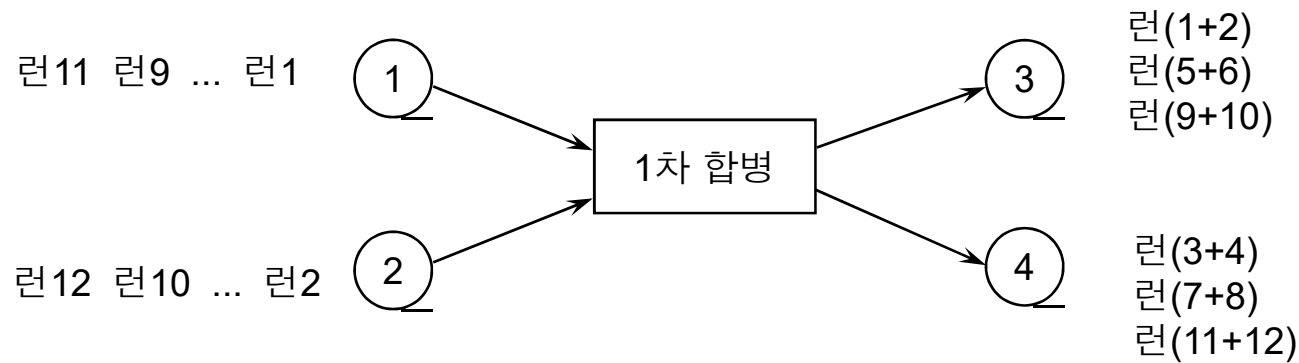 런11 런9 ... 런1
1
3
런(1+2)
런(5+6)
런(9+10)
1차 합병
런12 런10 ... 런2
2
4
런(3+4)
런(7+8)
런(11+12)